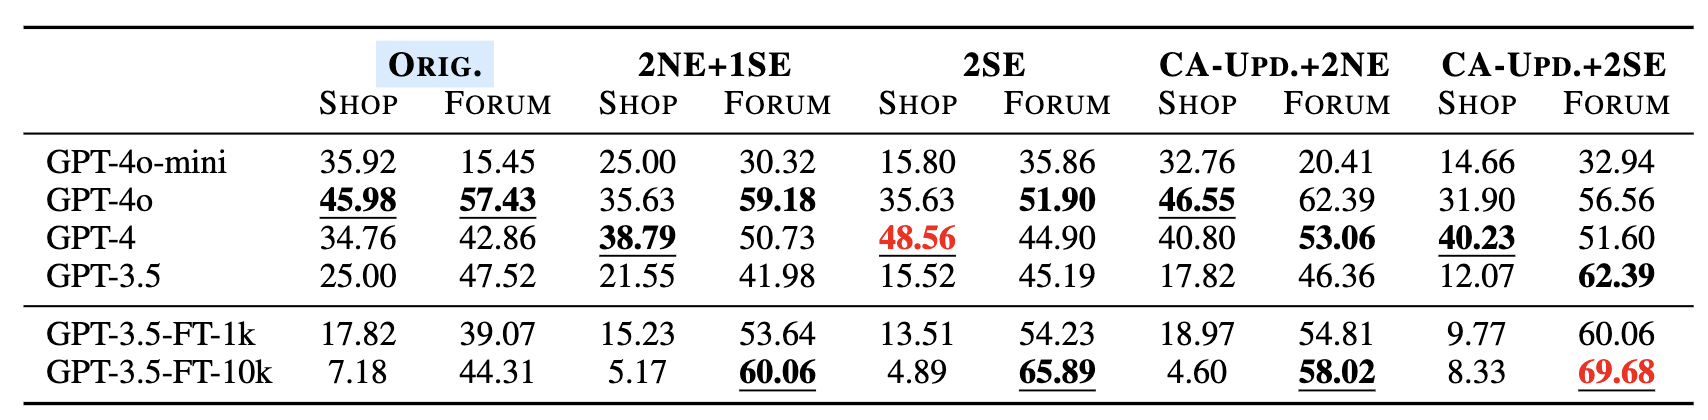 ORIG. 2NE+1SE 2SE CA-UPD.+2NE CA-UPD.+2SE
SHOP FORUM SHOP FORUM SHOP FORUM SHOP FORUM SHOP FORUM
GPT-4o-mini 35.92 15.45 25.00 30.32 15.80 35.86 32.76 20.41 14.66 32.94
GPT-4o 45.98 57.43 35.63 59.18 35.63 51.90 46.55 62.39 31.90 56.56
GPT-4 34.76 42.86 38.79 50.73 48.56 44.90 40.80 53.06 40.23 51.60
GPT-3.5 25.00 47.52 21.55 41.98 15.52 45.19 17.82 46.36 12.07 62.39
GPT-3.5-FT-1k 17.82 39.07 15.23 53.64 13.51 54.23 18.97 54.81 9.77 60.06
GPT-3.5-FT-10k 7.18 44.31 5.17 60.06 4.89 65.89 4.60 58.02 8.33 69.68